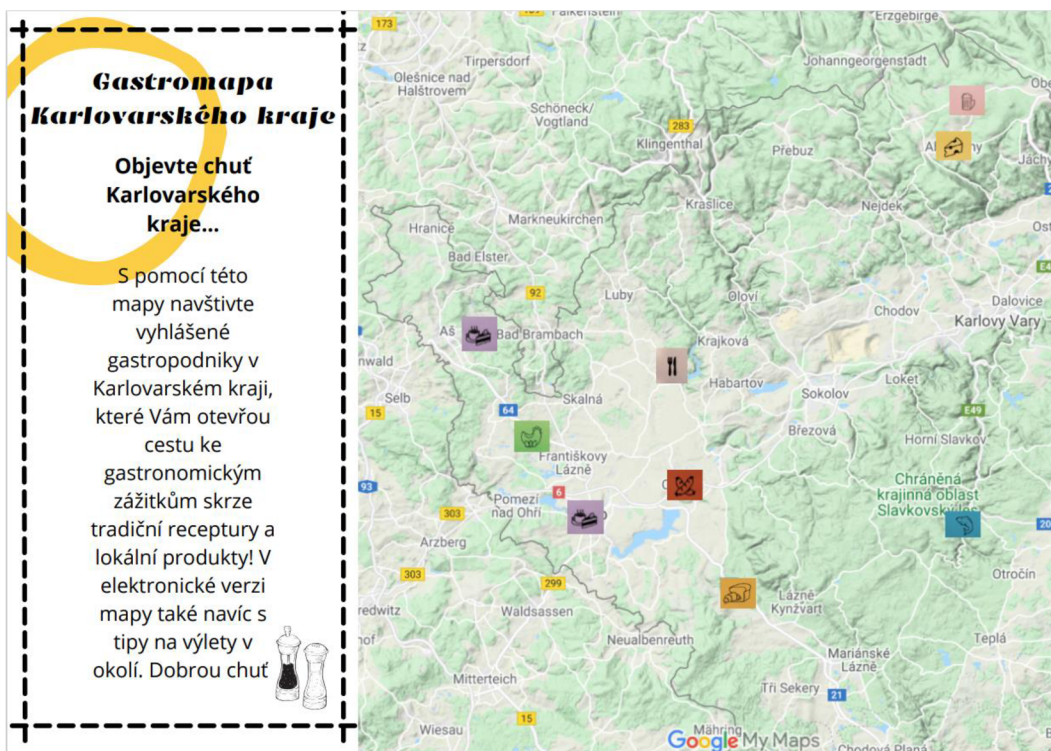 Gastromapa
Karlovarského kraje
Objevte chuť
Karlovarského
kraje...
S pomocí této
mapy navštivte
vyhlášené
gastropodniky v
Karlovarském kraji,
které Vám otevřou
cestu ke
gastronomickým
zážitkům skrze
tradiční receptury a
lokální produkty! V
elektronické verzi
mapy také navíc s
tipy na výlety v
okolí. Dobrou chuť
173
Falkenstein
Erzgebirge
Tirpersdorf
Johanngeorgenstadt
Olešnice nad
Halštrovem
Schöneck/
Vogtland
283
Klingenthal
Přebuz
Kraslice
Nejdek
Markneukirchen
Hranice
Bad Elster
92
Luby
Oloví
Chodov
Dalovice
Karlovy Vary
Aš
Bad Brambach
Krajková
Habartov
Sokolov
Loket
Selb
15
64
Skalná
E49
Březová
Horní Slavkov
Františkovy
Lázně
93
6
Pomezí
nad Ohří
303
Chráněná
krajinná oblast
Slavkovský les
Arzberg
303
299
Otročín
Lázně
Kynžvart
Waldsassen
Neualbenreuth
Teplá
Mariánské
Lázně
Mitterteich
Tři Sekery
21
15
Wiesau
Mähring
Google My Maps
Chodová Planá